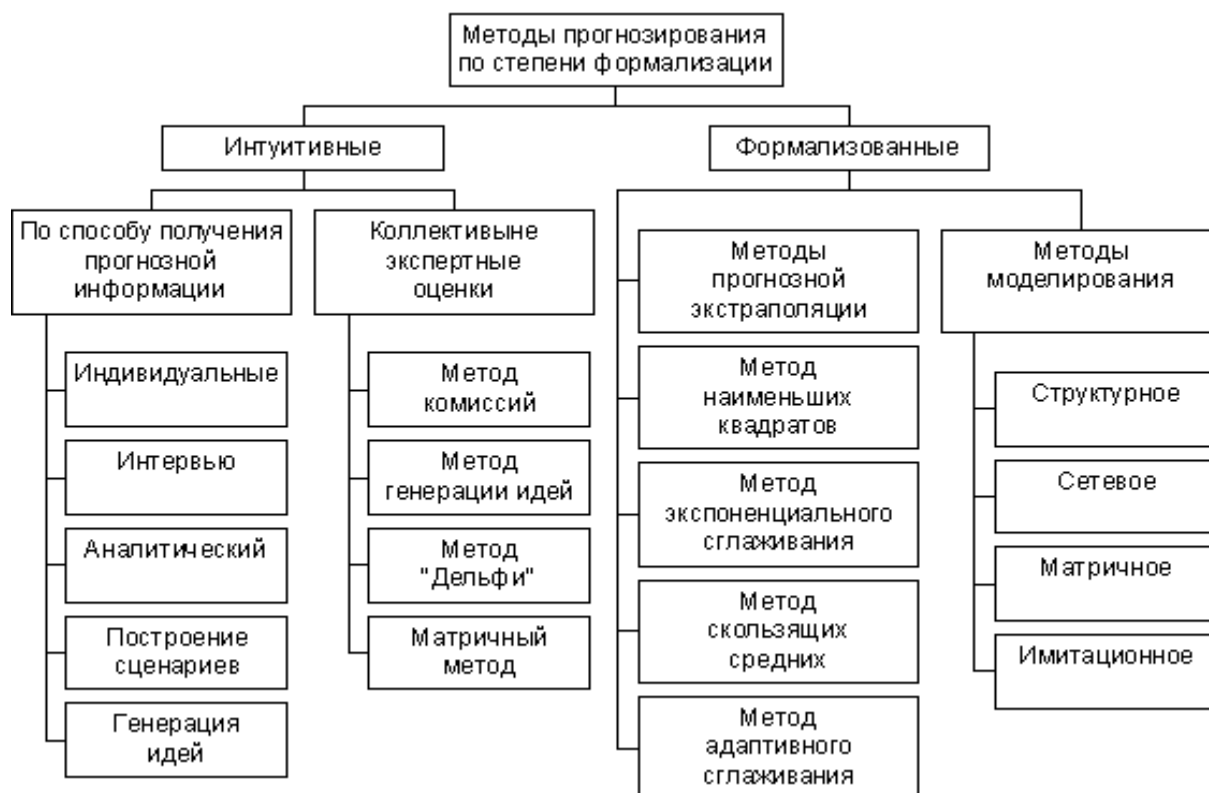 Методы прогнозирования
по степени формализации
Интуитивные
Формализованные
По способу получения
прогнозной
информации
Коллективыне
экспертные
оценки
Методы
прогнозной
экстраполяции
Методы
моделирования
Индивидуальные
Интервью
Аналитический
Построение
сценариев
Генерация
идей
Метод
комиссий
Метод
генерации идей
Метод
"Дельфи"
Матричный
метод
Метод
наименьших
квадратов
Метод
экспоненциального
сглаживания
Метод
скользящих
средних
Метод
адаптивного
сглаживания
Структурное
Сетевое
Матричное
Имитационное